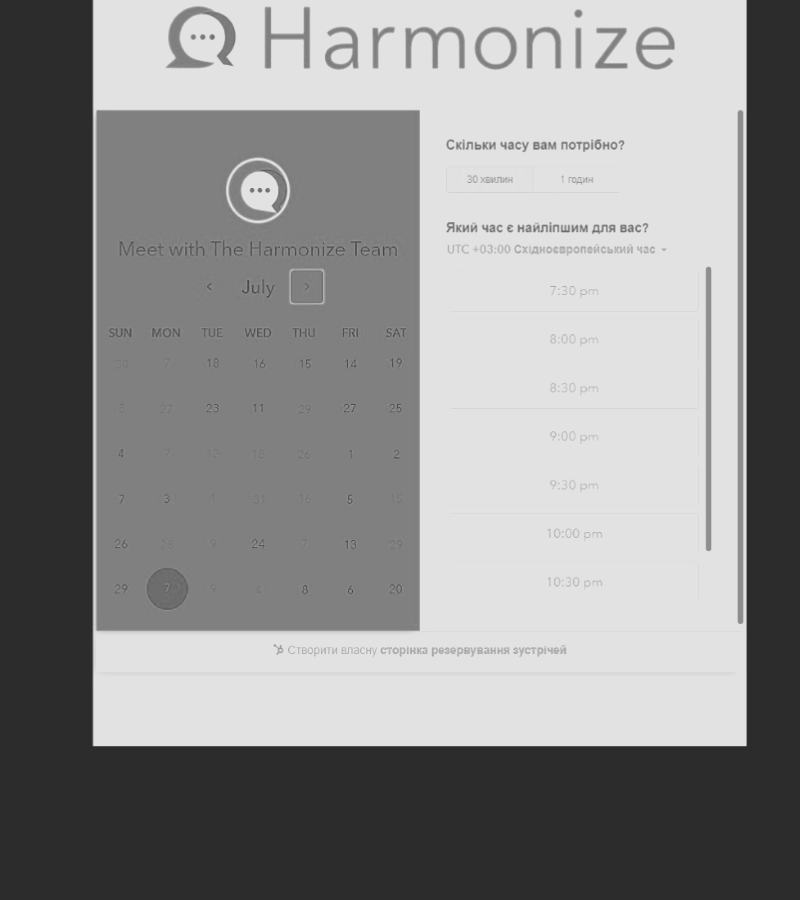 Harmonize
Meet with The Harmonize Team
July
SUN MON TUE WED THU FRI SAT
30 7 18 16 15 14 19
23 11 29 27 25
4 7 12 18 26 1 2
7 3 31 16 5 15
26 28 9 24 7 13 29
29 7 9 4 8 6 20
Скільки часу вам потрібно?
30 хвилин 1 годин
Який час є найліпшим для вас?
UTC +03:00 Східноєвропейський час
7:30 pm
8:00 pm
8:30 pm
9:00 pm
9:30 pm
10:00 pm
10:30 pm
Створити власну сторінка резервування зустрічей